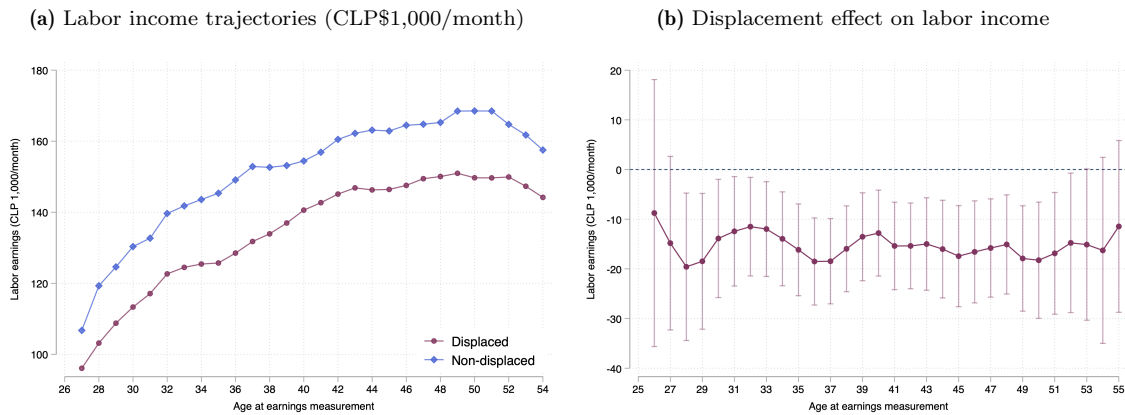 (a) Labor income trajectories (CLP$1,000/month)
180
160
140
120
100
Labor earnings (CLP 1,000/month)
Displaced
Non-displaced
26 28 30 32 34 36 38 40 42 44 46 48 50 52 54
Age at earnings measurement
(b) Displacement effect on labor income
20
10
0
-10
-20
-30
-40
Labor earnings (CLP 1,000/month)
25 27 29 31 33 35 37 39 41 43 45 47 49 51 53 55
Age at earnings measurement